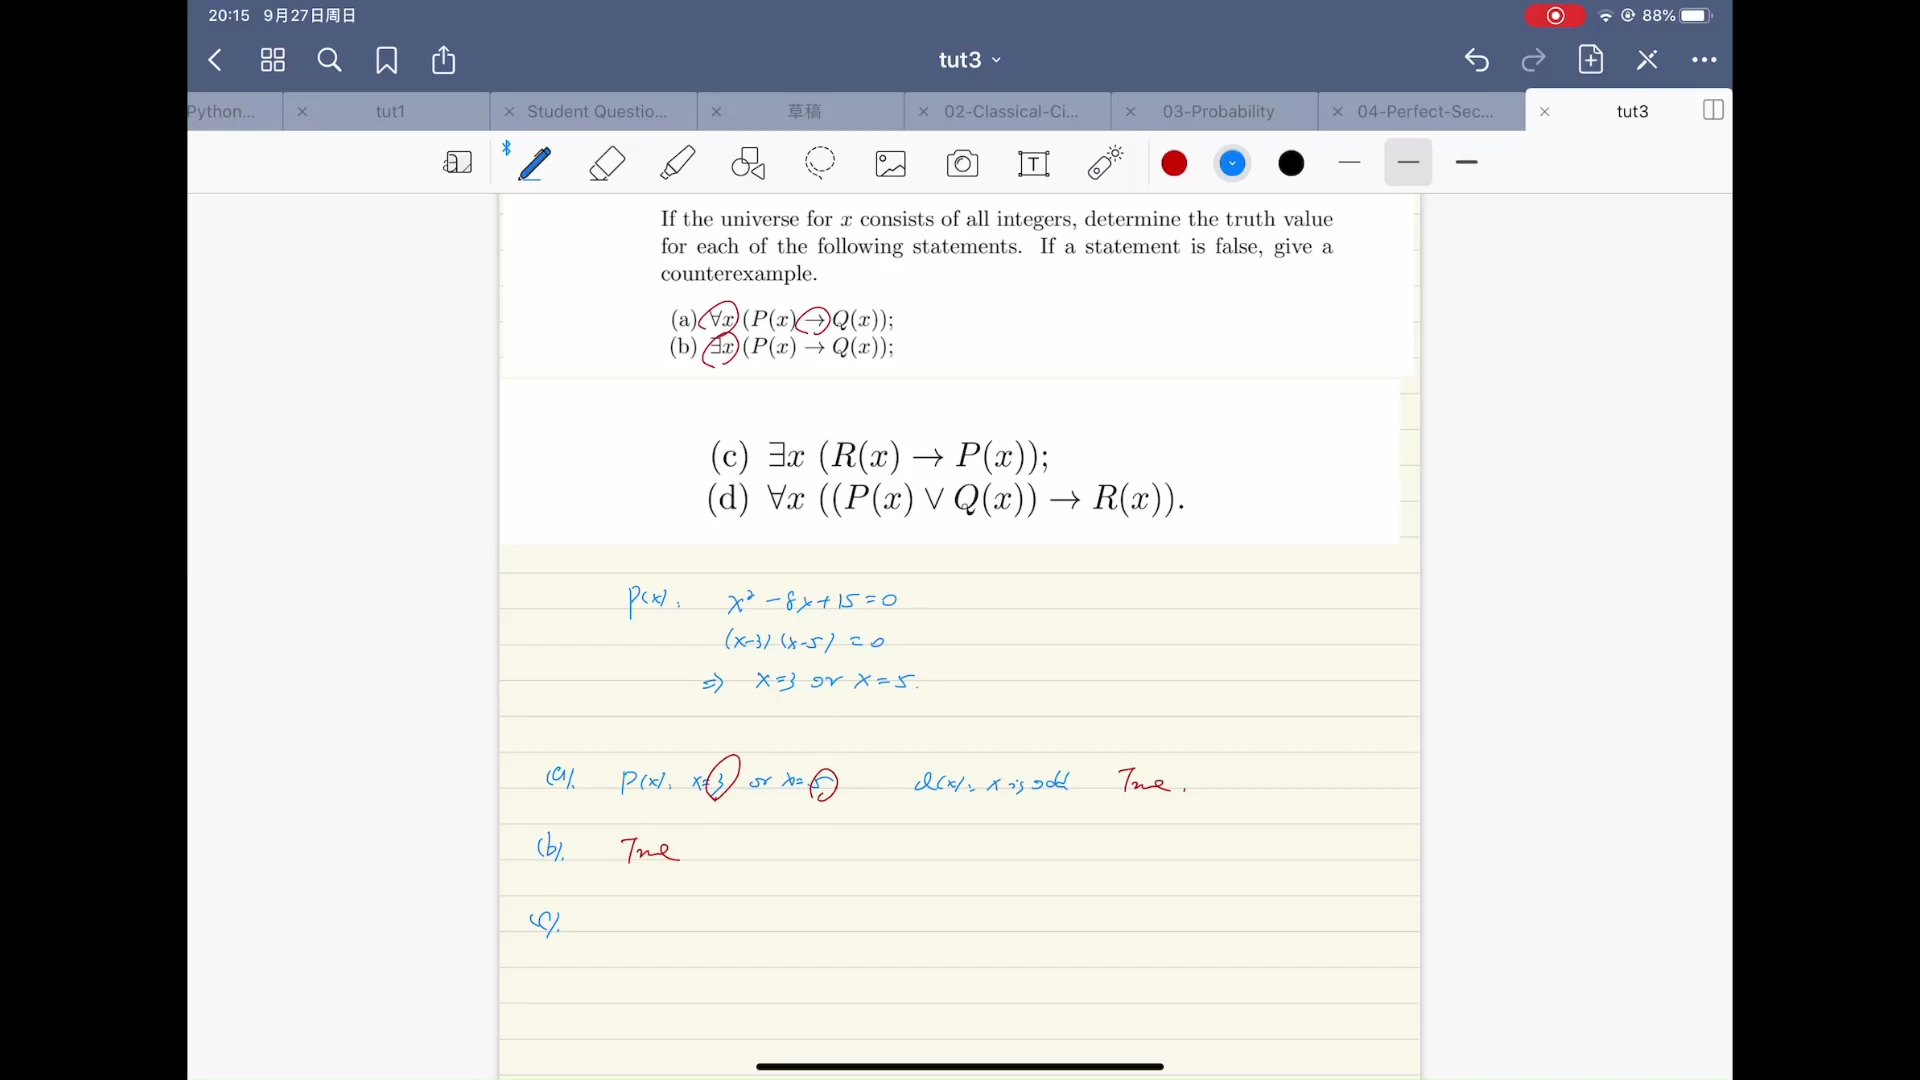 20:15 9月27日周日 88%
tut3
Python... tut1 Student Questio... 草稿 02-Classical-Ci... 03-Probability 04-Perfect-Sec... tut3
If the universe for x consists of all integers, determine the truth value
for each of the following statements. If a statement is false, give a
counterexample.
(a) ∀x (P(x) → Q(x));
(b) ∃x (P(x) → Q(x));
(c) ∃x (R(x) → P(x));
(d) ∀x ((P(x) ∨ Q(x)) → R(x)).
P(x): x² - 8x + 15 = 0
(x-3) (x-5) = 0
⇒ x=3 or x=5.
(a). P(x): x=3 or x=5 Q(x): x is odd True.
(b). True
(c).